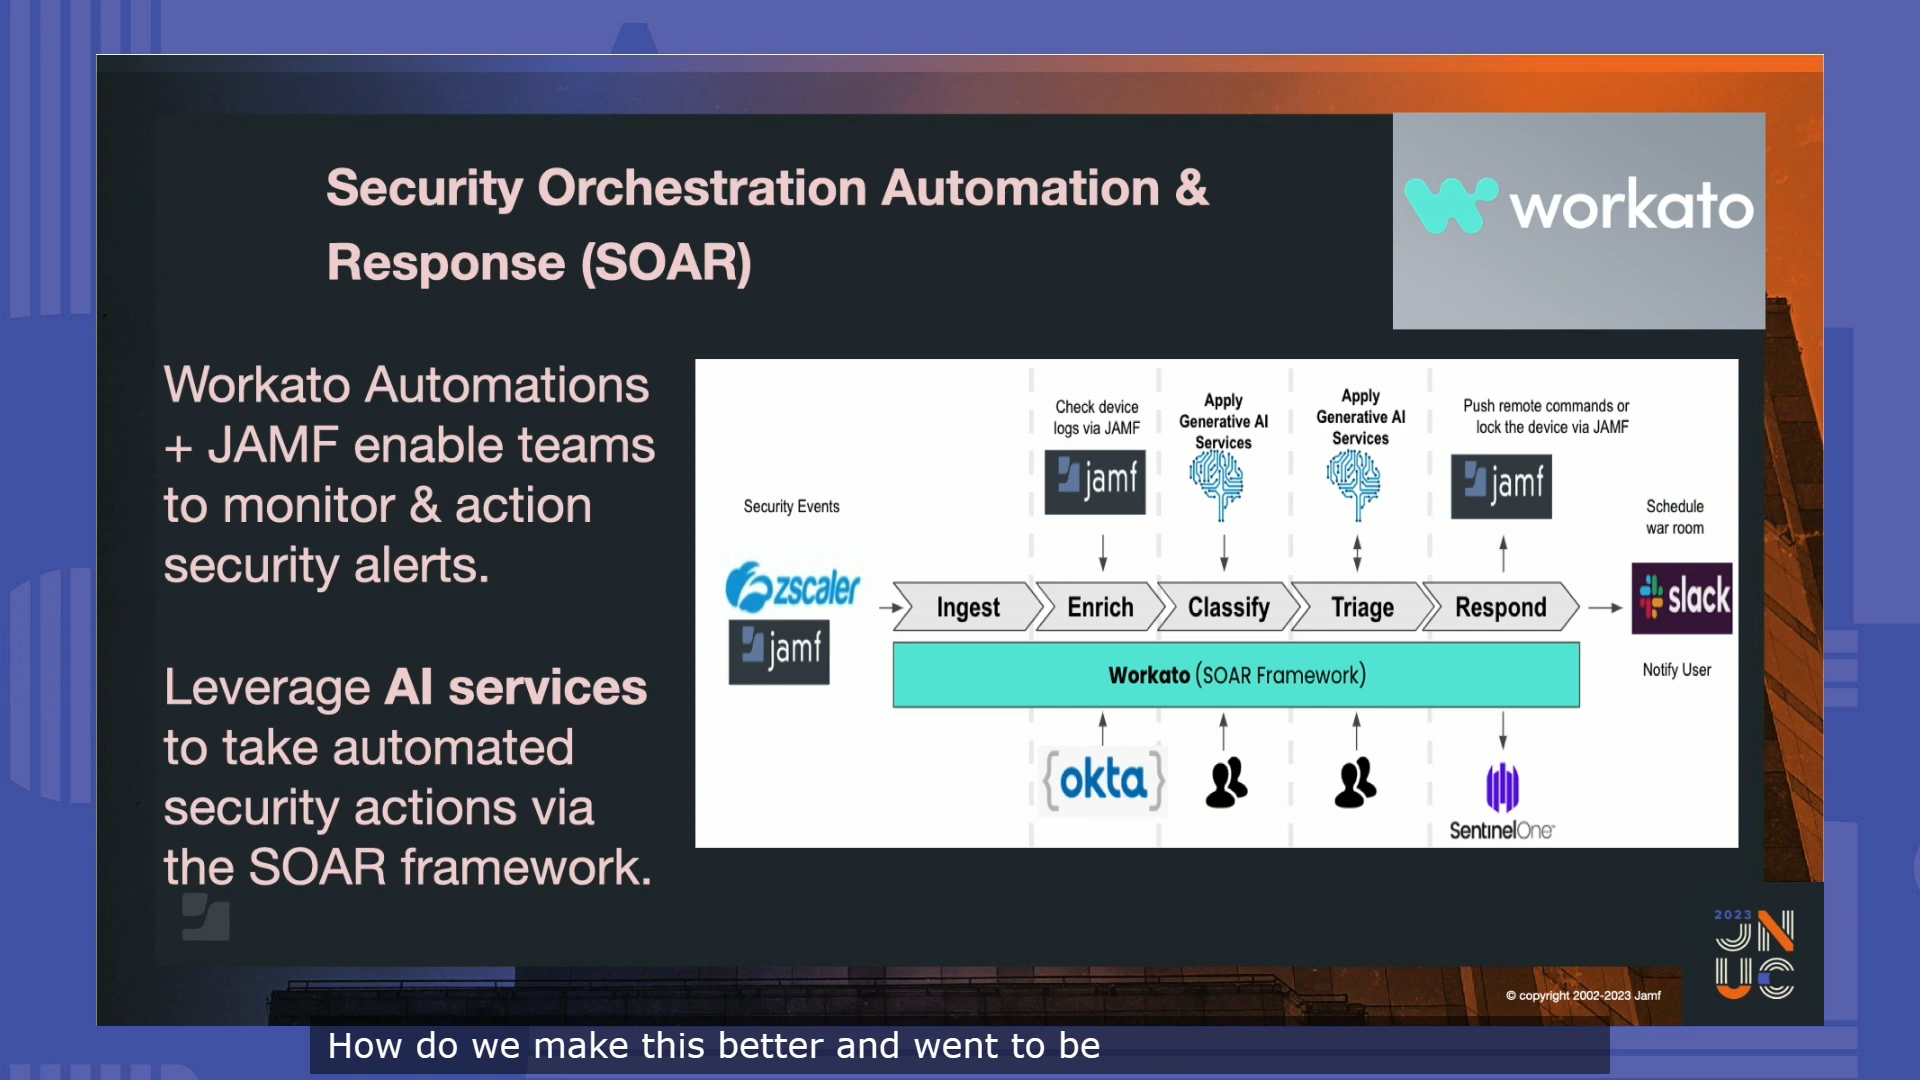 Security Orchestration Automation &
Response (SOAR)
workato
Workato Automations
+ JAMF enable teams
to monitor & action
security alerts.
Leverage AI services
to take automated
security actions via
the SOAR framework.
Security Events
zscaler
jamf
Check device
logs via JAMF
jamf
Apply
Generative AI
Services
Apply
Generative AI
Services
Push remote commands or
lock the device via JAMF
jamf
Schedule
war room
slack
Notify User
Ingest
Enrich
Classify
Triage
Respond
Workato (SOAR Framework)
{okta}
SentinelOne™
2023
JN
UC
© copyright 2002-2023 Jamf
How do we make this better and went to be